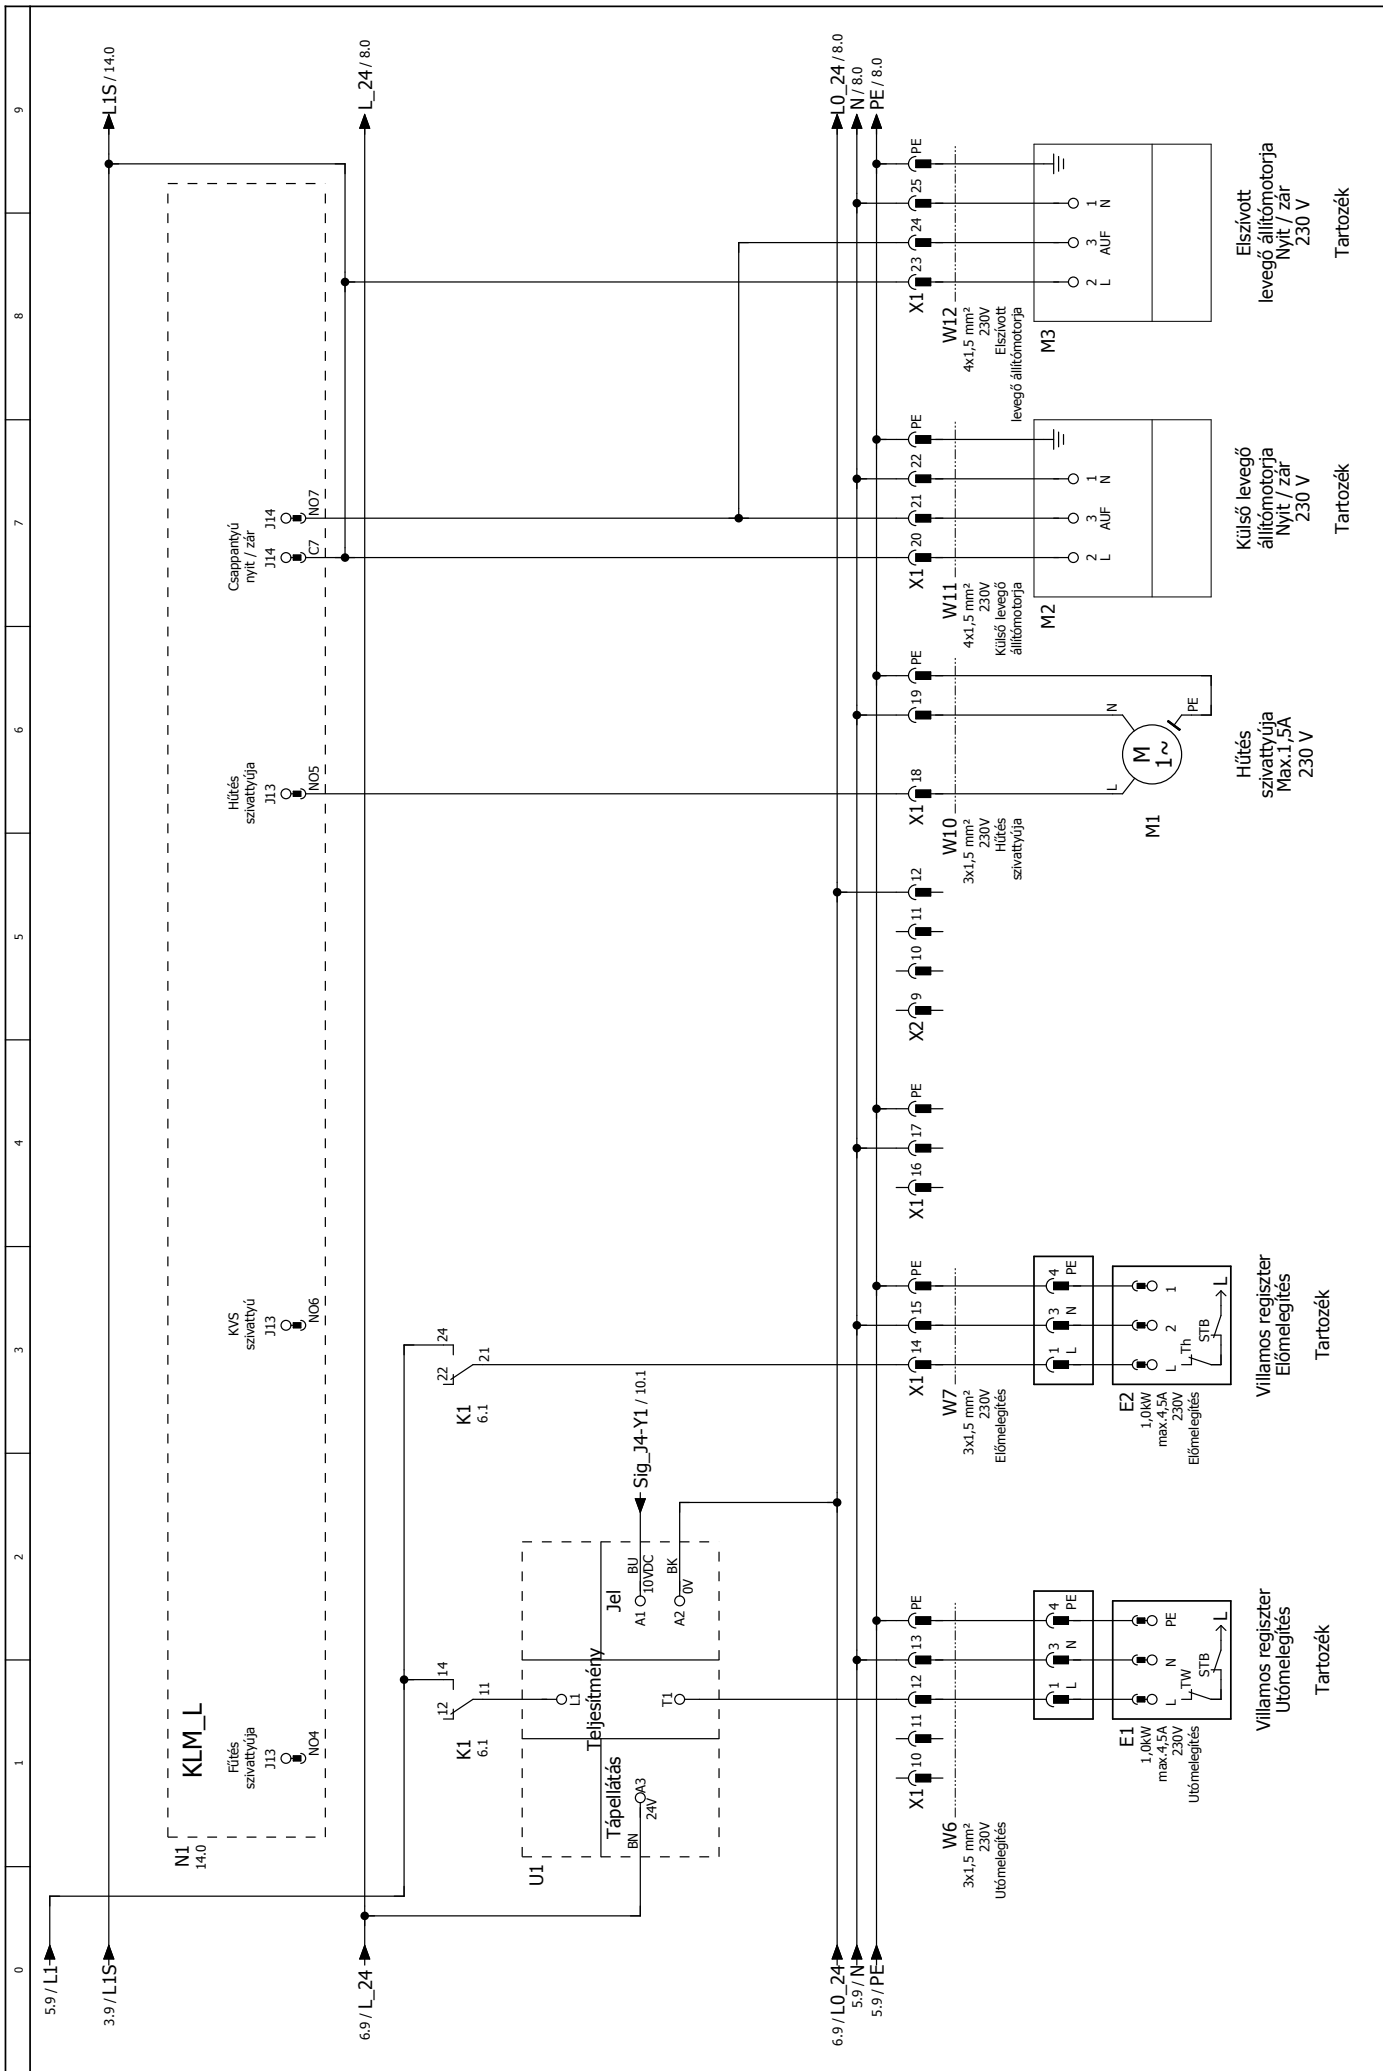 0
1
2
3
4
5
6
7
8
9
5.9 / L1
3.9 / L1S
L1S / 14.0
N1
14.0
KLM_L
Fűtés
szivattyúja
J13
NO4
KVS
szivattyú
J13
NO6
Hűtés
szivattyúja
J13
NO5
Csappantyú
nyit / zár
J14
C7
J14
NO7
6.9 / L_24
L_24 / 8.0
K1
6.1
12
14
11
K1
6.1
22
24
21
U1
Tápellátás
BN
A3
24V
Teljesítmény
L1
T1
Jel
A1
BU
10VDC
A2
BK
0V
Sig_J4-Y1 / 10.1
6.9 / L0_24
5.9 / N
5.9 / PE
L0_24 / 8.0
N / 8.0
PE / 8.0
X1
10
11
12
13
PE
X1
14
15
PE
X1
16
17
PE
X2
9
10
11
12
X1
18
19
PE
X1
20
21
22
PE
X1
23
24
25
PE
W6
3x1,5 mm²
230V
Utómelegítés
W7
3x1,5 mm²
230V
Előmelegítés
W10
3x1,5 mm²
230V
Hűtés
szivattyúja
W11
4x1,5 mm²
230V
Külső levegő
állítómotorja
W12
4x1,5 mm²
230V
Elszívott
levegő állítómotorja
1
L
3
N
4
PE
E1
1,0kW
max.4,5A
230V
Utómelegítés
L
N
PE
TW
STB
L
1
L
3
N
4
PE
E2
1,0kW
max.4,5A
230V
Előmelegítés
L
2
1
Th
STB
L
M1
L
N
PE
M
1~
M2
2
L
3
AUF
1
N
M3
2
L
3
AUF
1
N
Villamos regiszter
Utómelegítés
Tartozék
Villamos regiszter
Előmelegítés
Tartozék
Hűtés
szivattyúja
Max.1,5A
230 V
Külső levegő
állítómotorja
Nyit / zár
230 V
Tartozék
Elszívott
levegő állítómotorja
Nyit / zár
230 V
Tartozék